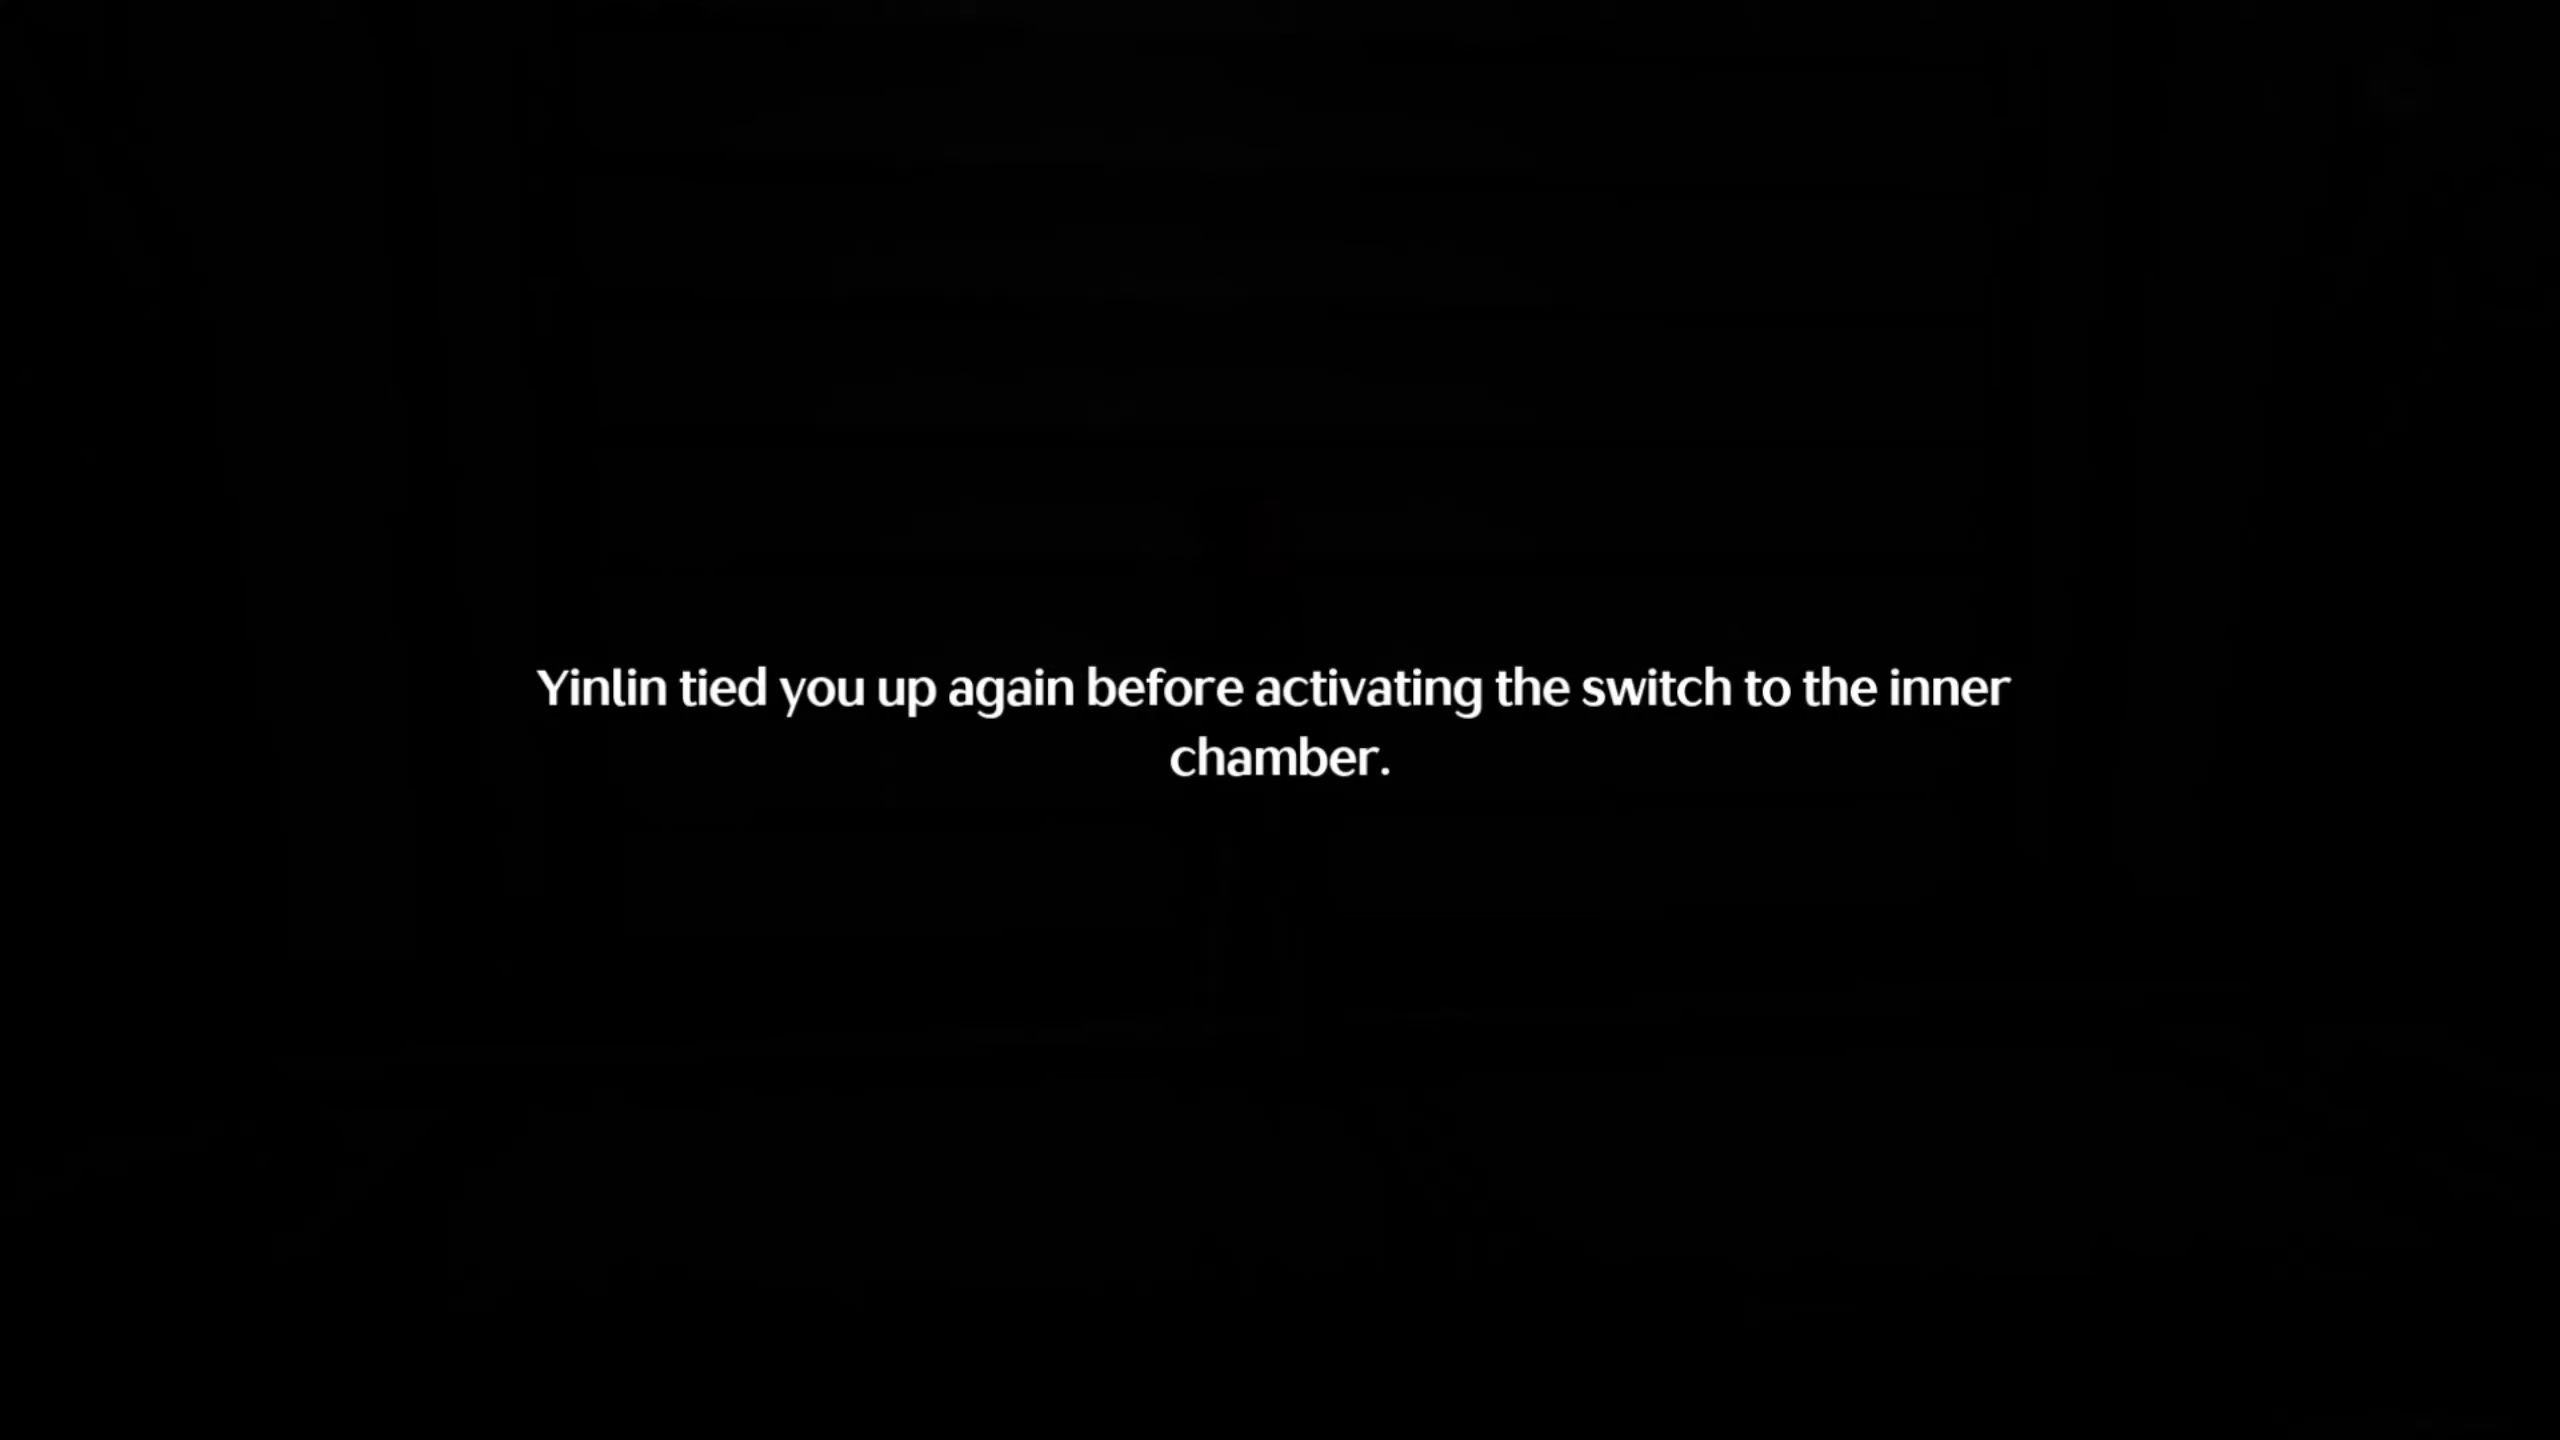 Yinlin tied you up again before activating the switch to the inner
chamber.